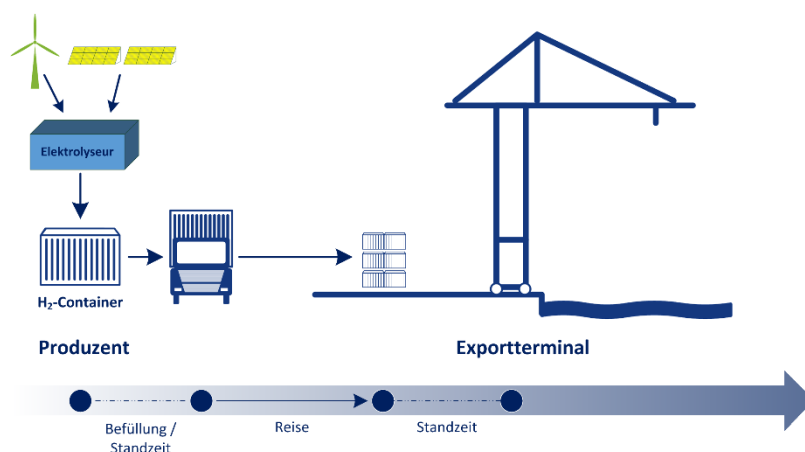 Elektrolyseur
H₂-Container
Produzent
Exportterminal
Befüllung /
Standzeit
Reise
Standzeit